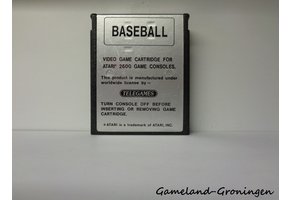 BASEBALL
VIDEO GAME CARTRIDGE FOR
ATARI® 2600 GAME CONSOLES.
This product is manufactured under
worldwide license by—
TELEGAMES
TURN CONSOLE OFF BEFORE
INSERTING OR REMOVING GAME
CARTRIDGE.
®ATARI is a trademark of ATARI, INC.
Gameland-Groningen